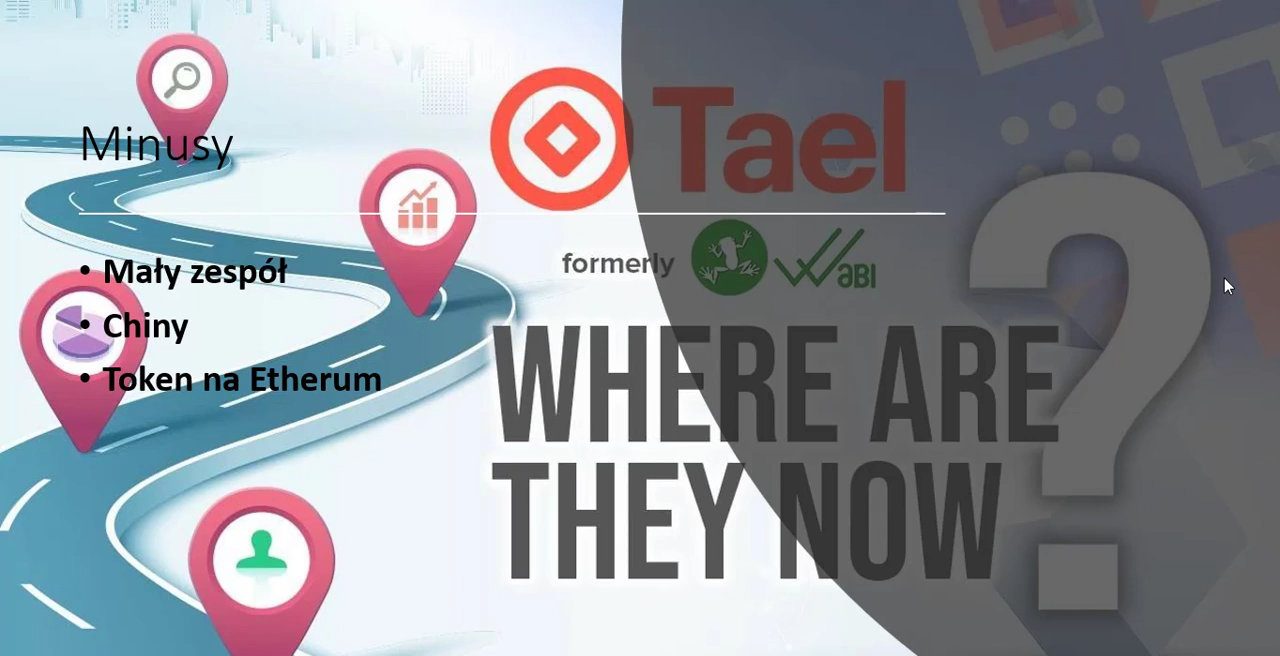 Minusy
• Mały zespół
• Chiny
• Token na Etherum
Tael
formerly WABI
WHERE ARE
THEY NOW ?